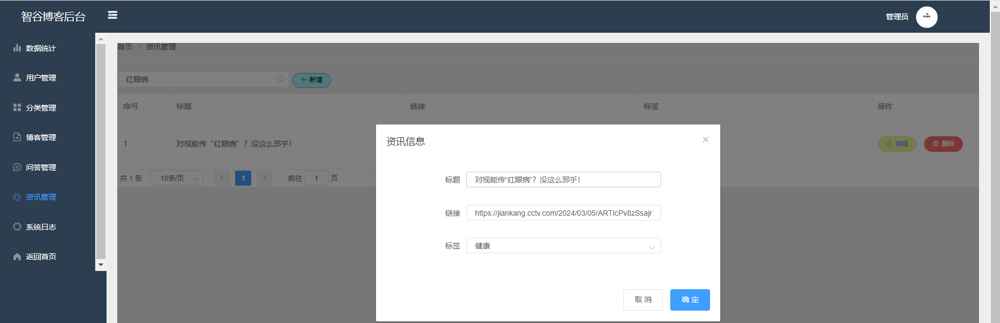 智谷博客后台
管理员
数据统计
用户管理
分类管理
博客管理
问答管理
资讯管理
系统日志
返回首页
首页 > 资讯管理
红眼病
+ 新增
序号 标题 链接 标签 操作
1 对视能传“红眼病”？没这么邪乎！ 编辑 删除
共 1 条 10条/页 < 1 > 前往 1 页
资讯信息
标题 对视能传“红眼病”？没这么邪乎！
链接 https://jiankang.cctv.com/2024/03/05/ARTIcPv8zSsajr
标签 健康
取 消 确 定